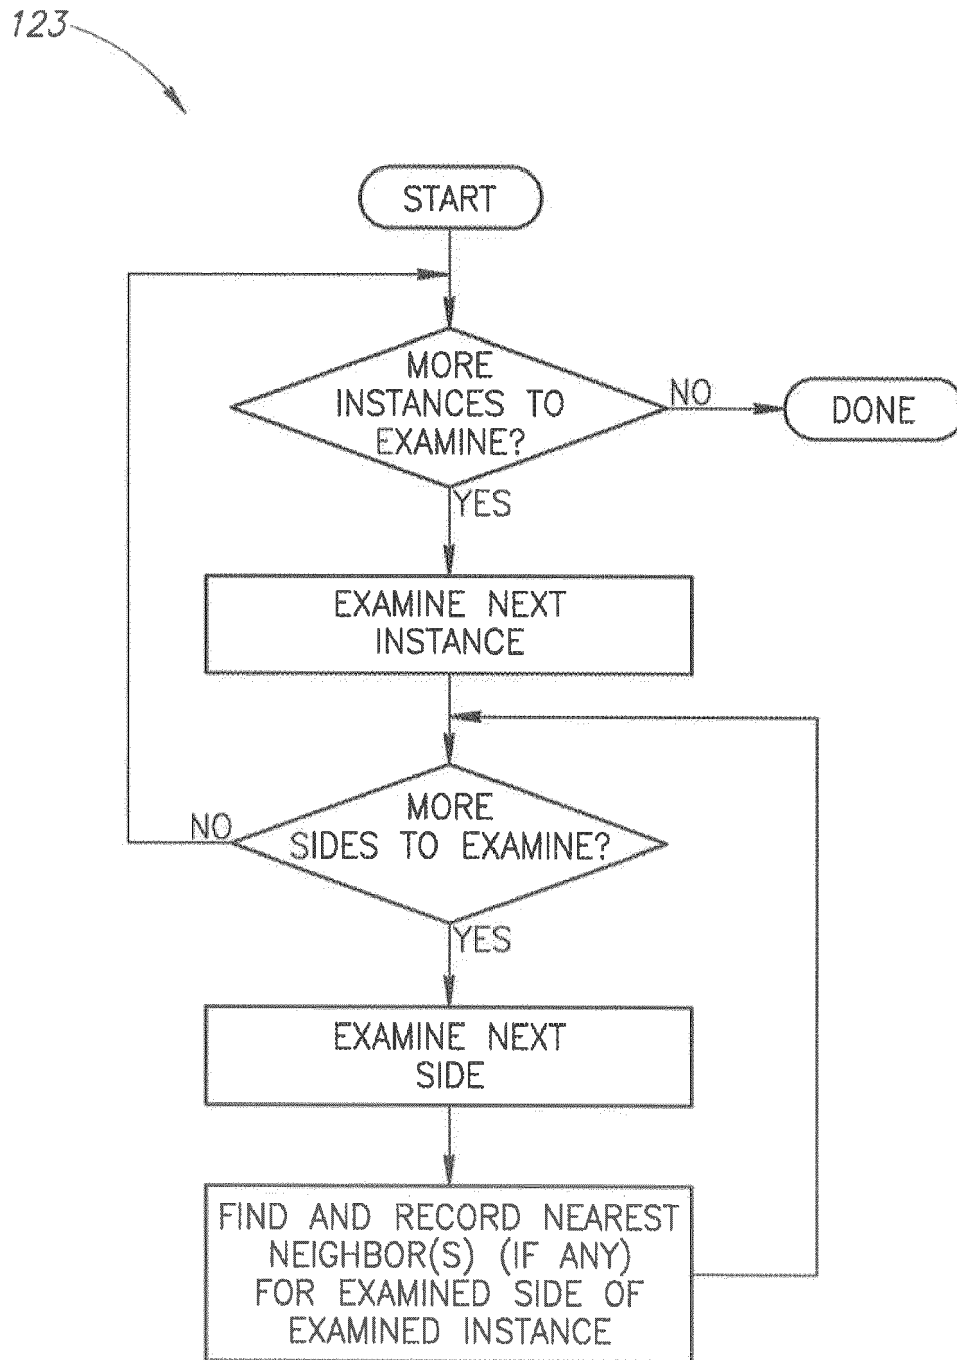 123
START
MORE
INSTANCES TO
EXAMINE?
NO
DONE
YES
EXAMINE NEXT
INSTANCE
MORE
SIDES TO EXAMINE?
NO
YES
EXAMINE NEXT
SIDE
FIND AND RECORD NEAREST
NEIGHBOR(S) (IF ANY)
FOR EXAMINED SIDE OF
EXAMINED INSTANCE